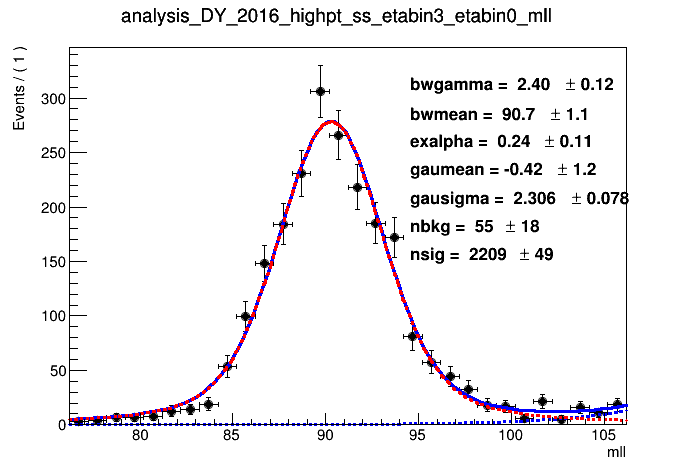 analysis_DY_2016_highpt_ss_etabin3_etabin0_mll
Events / ( 1 )
bwgamma = 2.40 ± 0.12
bwmean = 90.7 ± 1.1
exalpha = 0.24 ± 0.11
gaumean = -0.42 ± 1.2
gausigma = 2.306 ± 0.078
nbkg = 55 ± 18
nsig = 2209 ± 49
300
250
200
150
100
50
0
80 85 90 95 100 105
mll